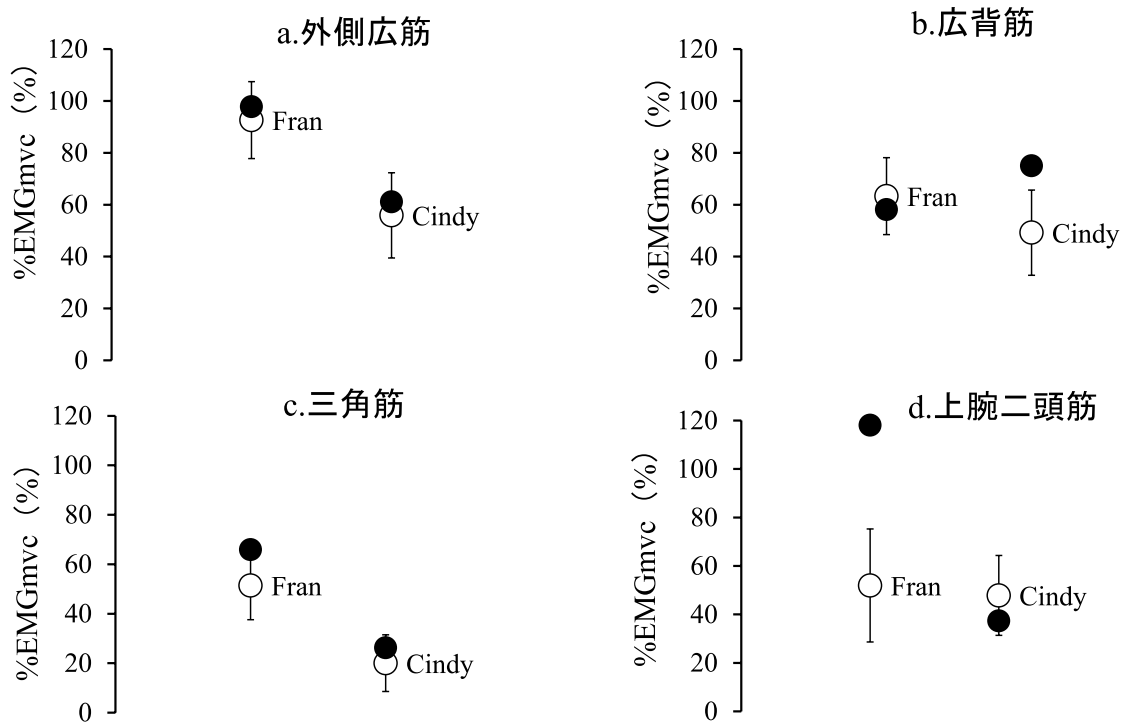 a.外側広筋
%EMGmvc（%）
120
100
80
60
40
20
0
Fran
Cindy
b.広背筋
%EMGmvc（%）
120
100
80
60
40
20
0
Fran
Cindy
c.三角筋
%EMGmvc（%）
120
100
80
60
40
20
0
Fran
Cindy
d.上腕二頭筋
%EMGmvc（%）
120
100
80
60
40
20
0
Fran
Cindy